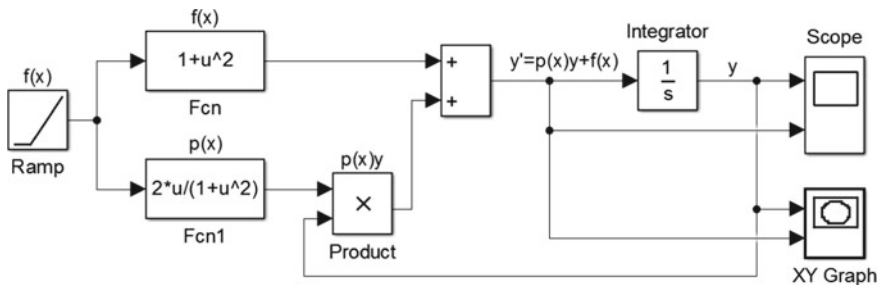 f(x)
1+u^2
Fcn
f(x)
Ramp
p(x)
2*u/(1+u^2)
Fcn1
p(x)y
×
Product
+
+
y'=p(x)y+f(x)
Integrator
1
s
y
Scope
XY Graph